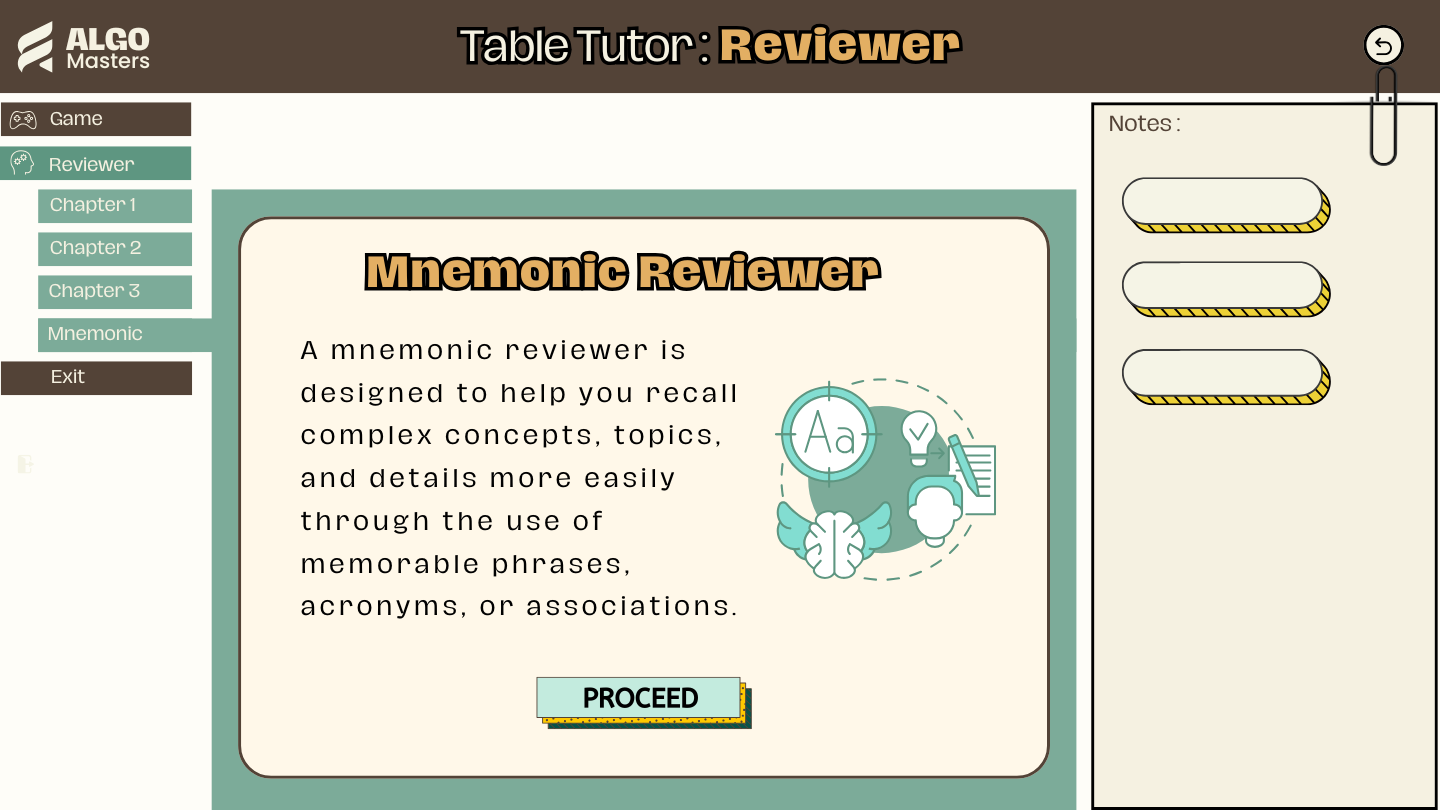 ALGO
Masters
Table Tutor : Reviewer
Game
Reviewer
Chapter 1
Chapter 2
Chapter 3
Mnemonic
Exit
Mnemonic Reviewer
A mnemonic reviewer is
designed to help you recall
complex concepts, topics,
and details more easily
through the use of
memorable phrases,
acronyms, or associations.
Aa
PROCEED
Notes :